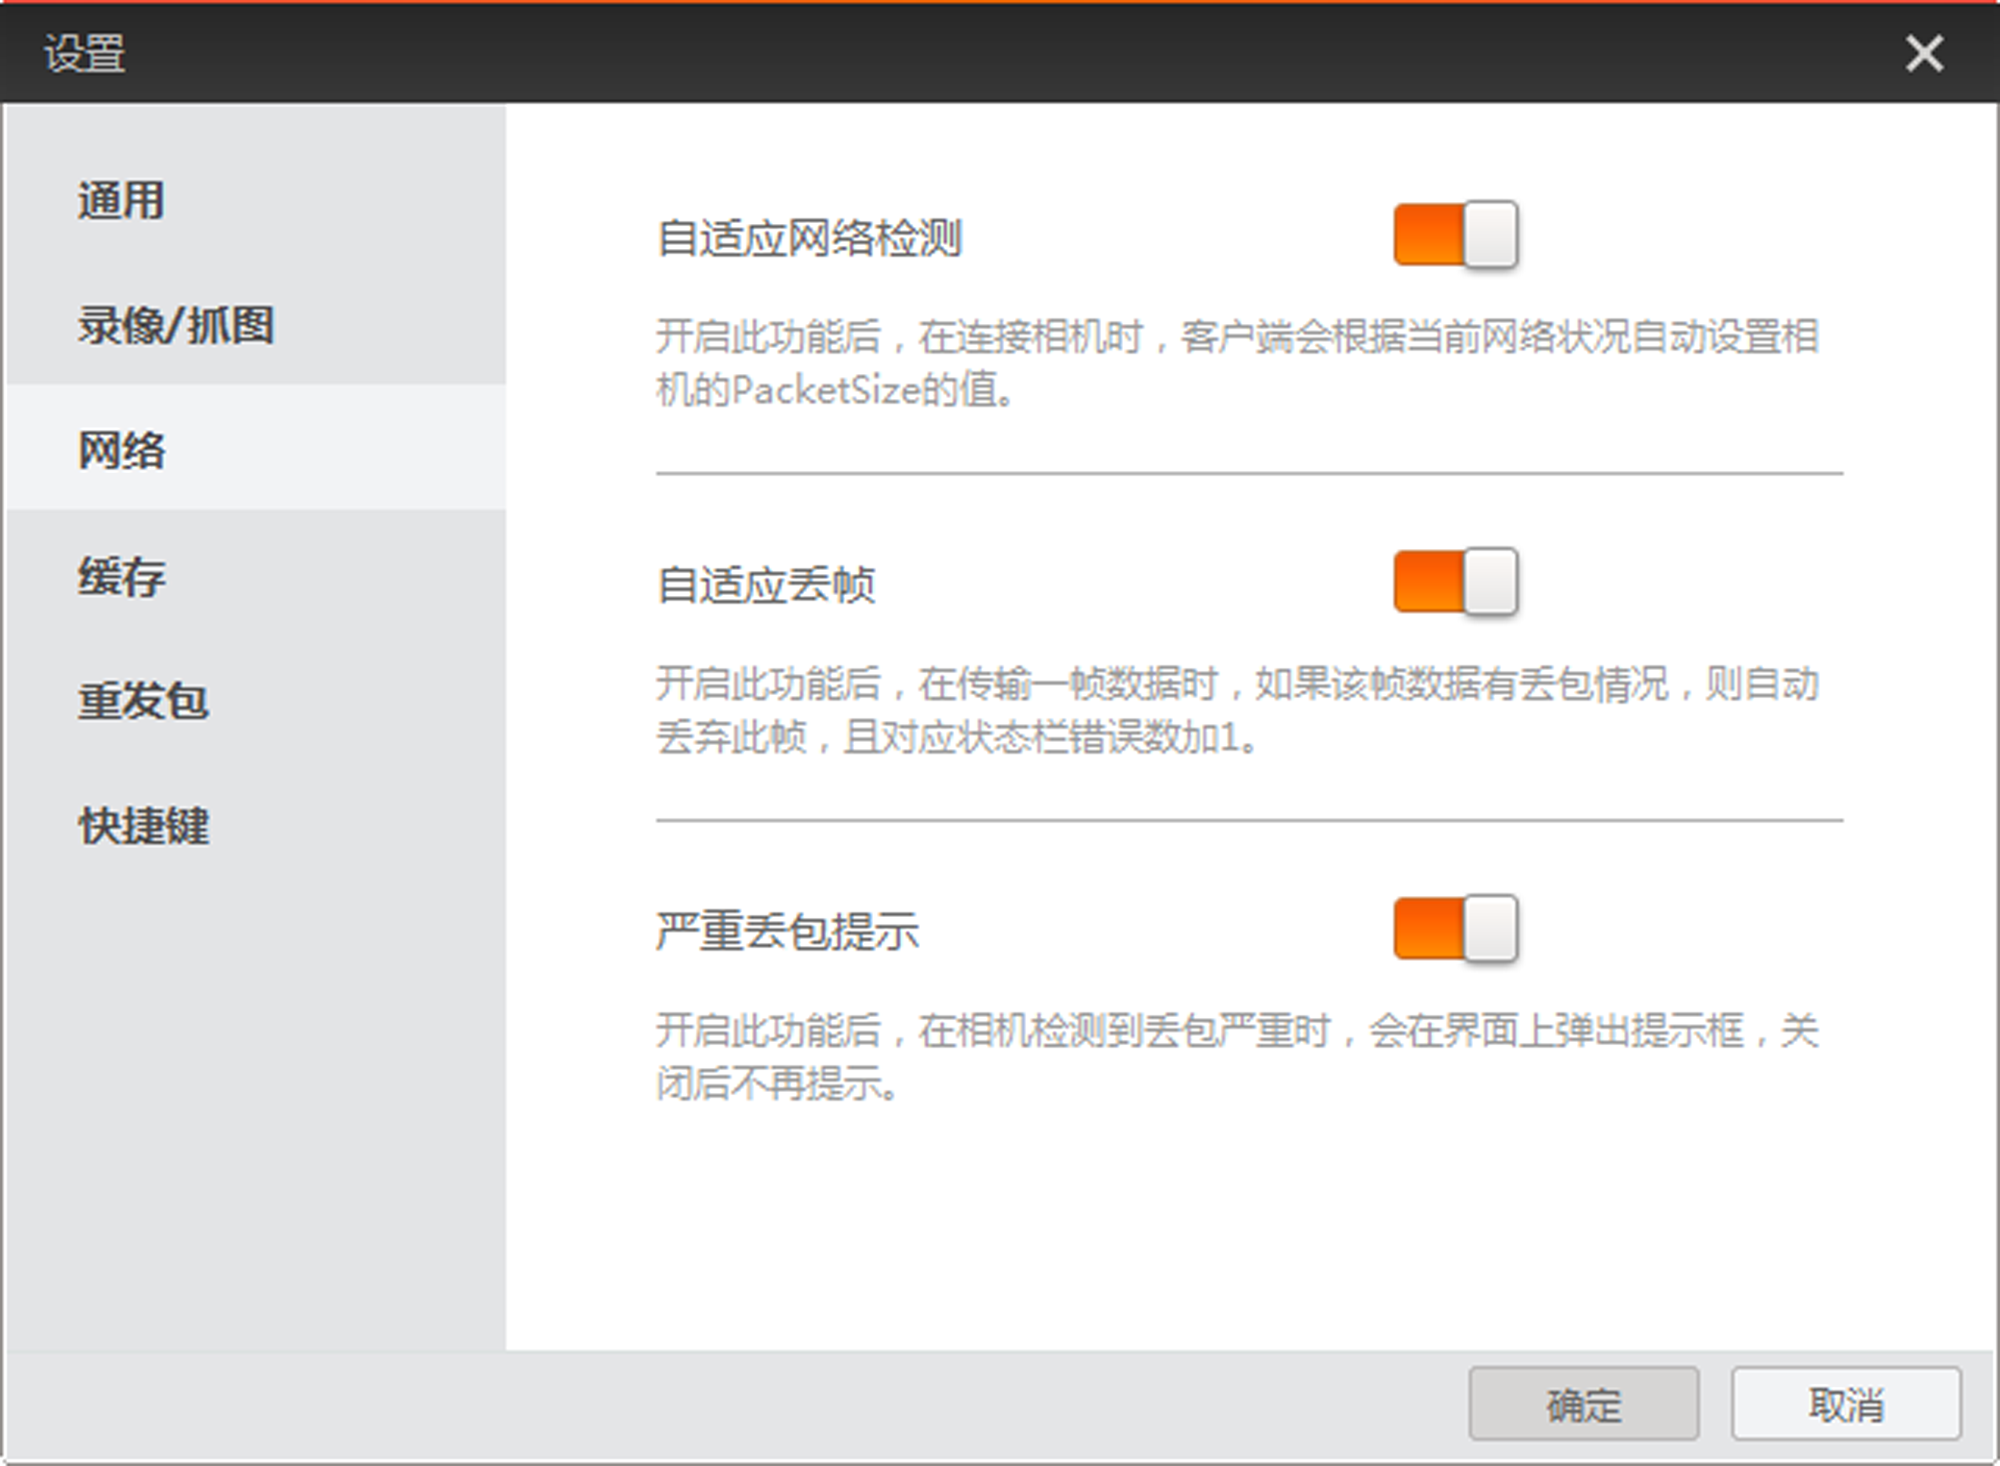 设置
通用
录像/抓图
网络
缓存
重发包
快捷键
自适应网络检测
开启此功能后，在连接相机时，客户端会根据当前网络状况自动设置相
机的PacketSize的值。
自适应丢帧
开启此功能后，在传输一帧数据时，如果该帧数据有丢包情况，则自动
丢弃此帧，且对应状态栏错误数加1。
严重丢包提示
开启此功能后，在相机检测到丢包严重时，会在界面上弹出提示框，关
闭后不再提示。
确定
取消